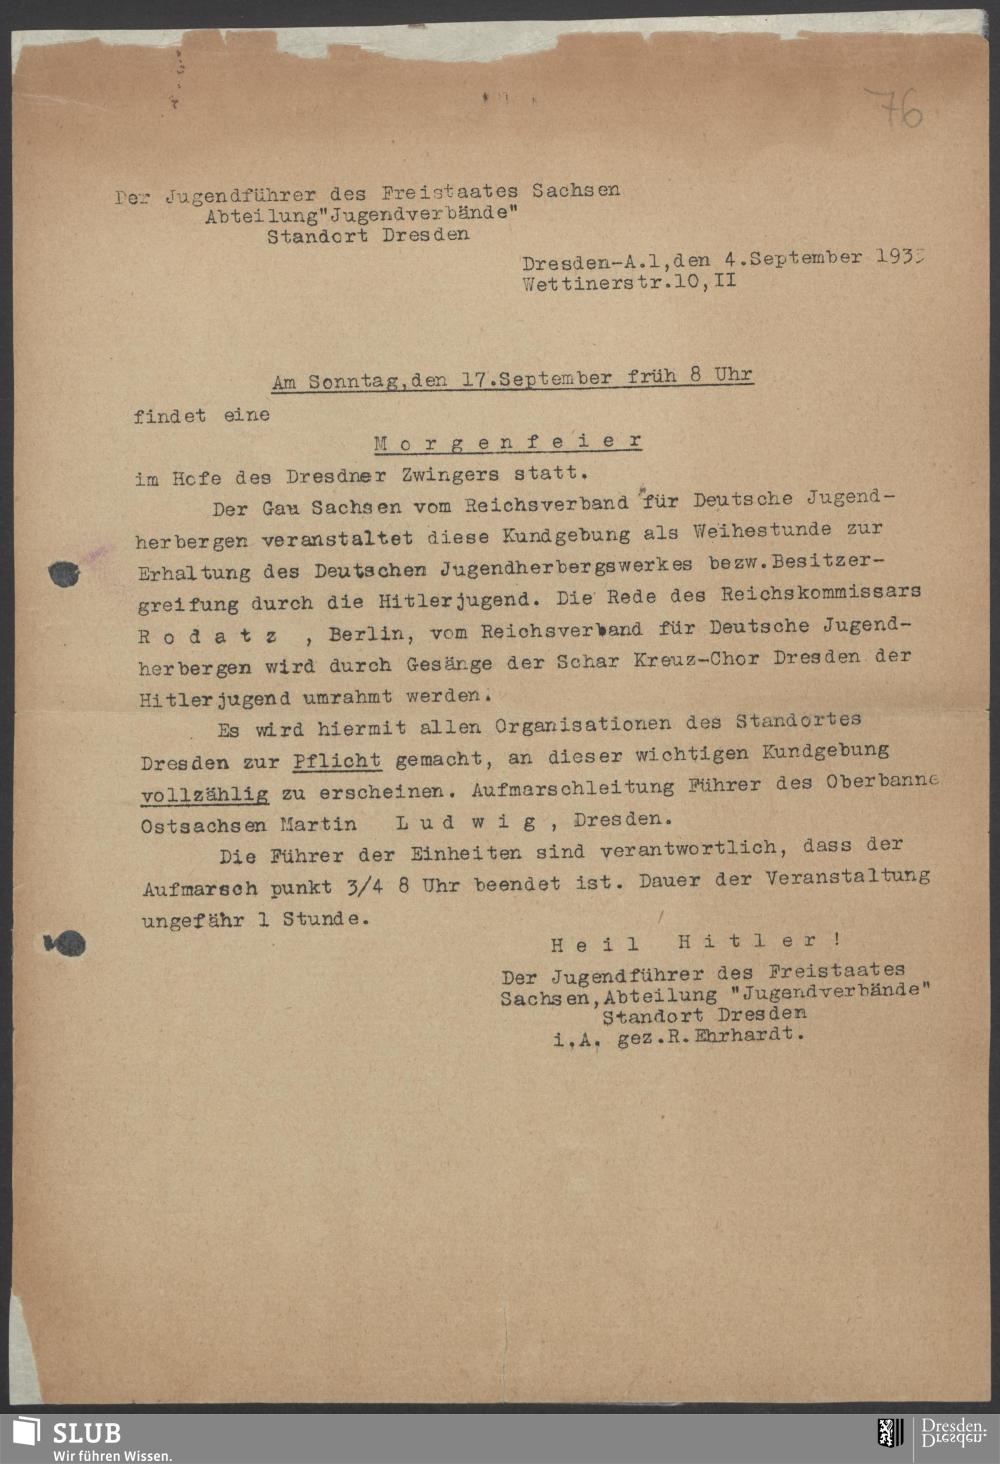 76
Der Jugendführer des Freistaates Sachsen
Abteilung"Jugendverbände"
Standort Dresden
Dresden-A.1,den 4.September 1933
Wettinerstr.10,II
Am Sonntag,den 17.September früh 8 Uhr
findet eine
M o r g e n f e i e r
im Hofe des Dresdner Zwingers statt.
Der Gau Sachsen vom Reichsverband für Deutsche Jugend-
herbergen veranstaltet diese Kundgebung als Weihestunde zur
Erhaltung des Deutschen Jugendherbergswerkes bezw.Besitzer-
greifung durch die Hitlerjugend. Die Rede des Reichskommissars
R o d a t z , Berlin, vom Reichsverband für Deutsche Jugend-
herbergen wird durch Gesänge der Schar Kreuz-Chor Dresden der
Hitlerjugend umrahmt werden.
Es wird hiermit allen Organisationen des Standortes
Dresden zur Pflicht gemacht, an dieser wichtigen Kundgebung
vollzählig zu erscheinen. Aufmarschleitung Führer des Oberbanne
Ostsachsen Martin L u d w i g , Dresden.
Die Führer der Einheiten sind verantwortlich, dass der
Aufmarsch punkt 3/4 8 Uhr beendet ist. Dauer der Veranstaltung
ungefähr 1 Stunde.
H e i l H i t l e r !
Der Jugendführer des Freistaates
Sachsen,Abteilung "Jugendverbände"
Standort Dresden
i.A. gez.R.Ehrhardt.
SLUB
Wir führen Wissen.
Dresden.
Dresden.